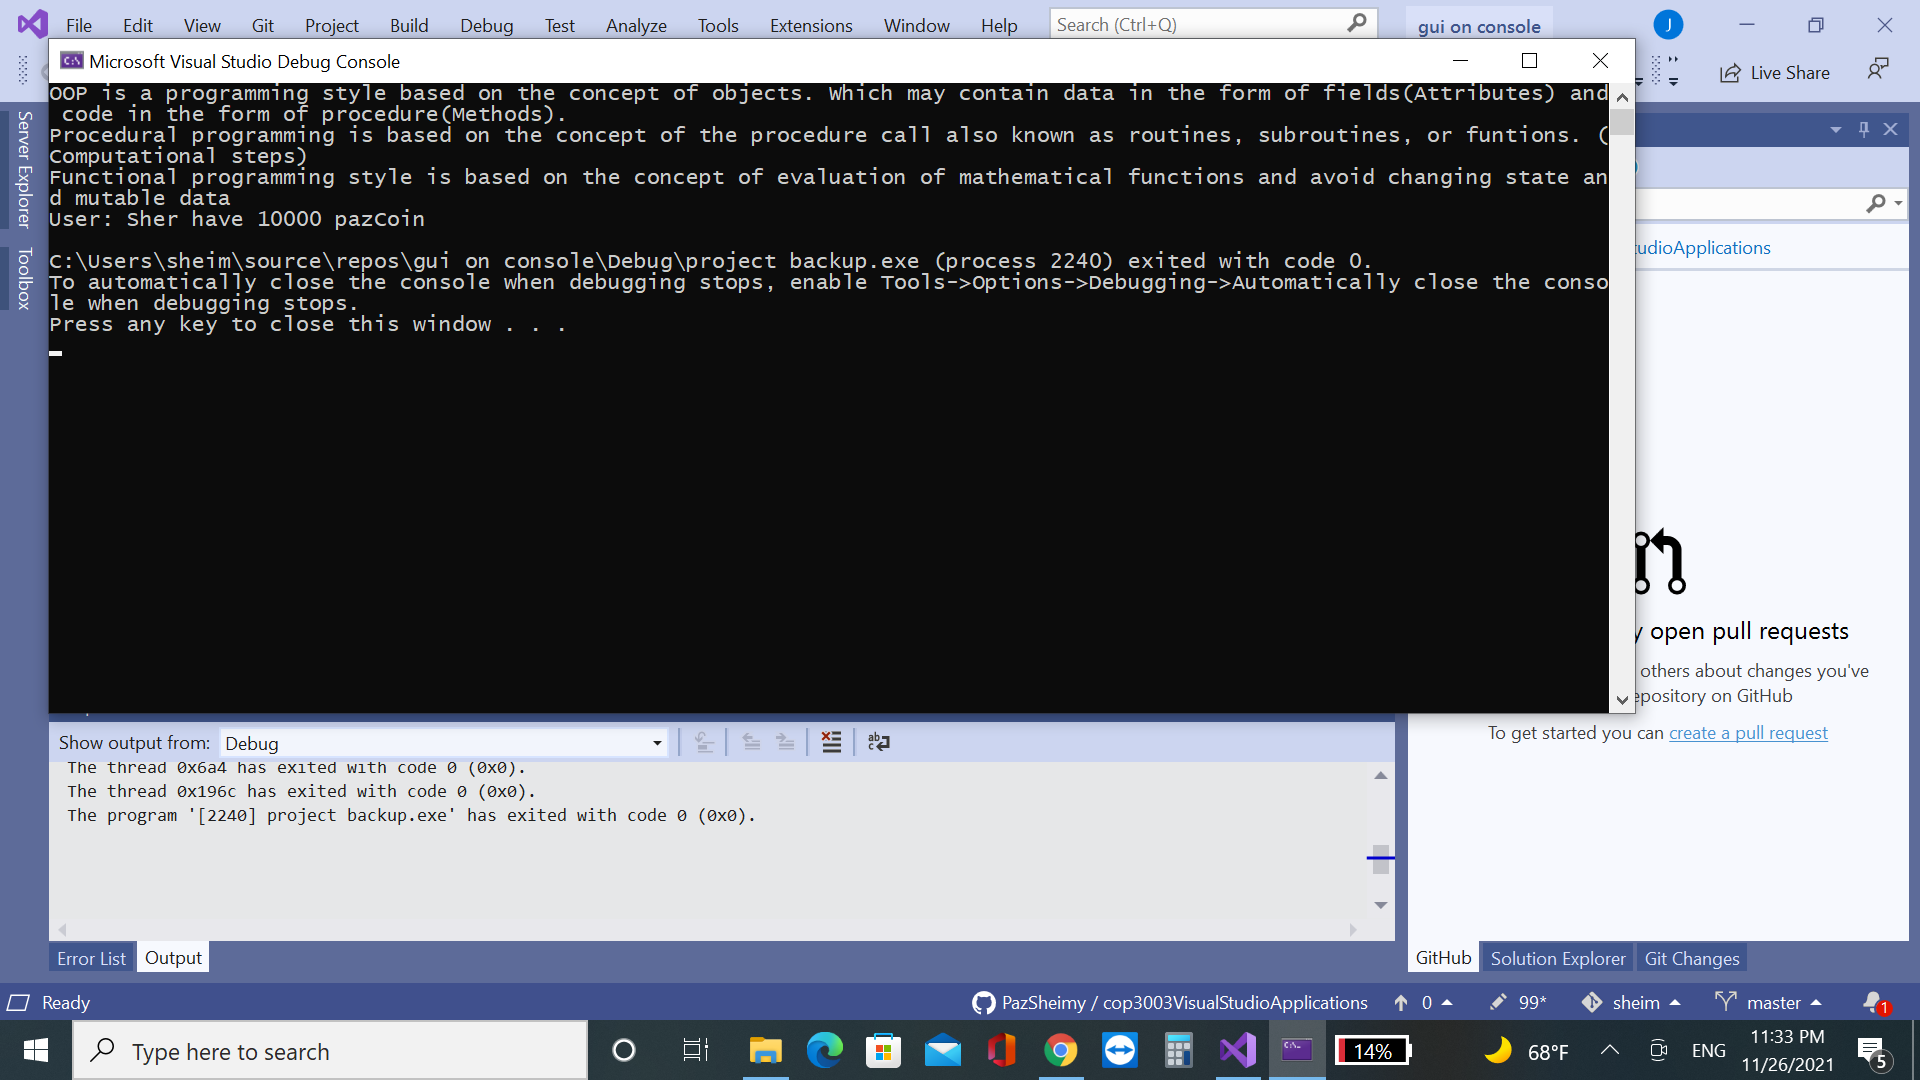 File Edit View Git Project Build Debug Test Analyze Tools Extensions Window Help Search (Ctrl+Q) gui on console J
Microsoft Visual Studio Debug Console
Live Share
OOP is a programming style based on the concept of objects. Which may contain data in the form of fields(Attributes) and
code in the form of procedure(Methods).
Procedural programming is based on the concept of the procedure call also known as routines, subroutines, or funtions. (
Computational steps)
Functional programming style is based on the concept of evaluation of mathematical functions and avoid changing state an
d mutable data
User: Sher have 10000 pazCoin
C:\Users\sheim\source\repos\gui on console\Debug\project backup.exe (process 2240) exited with code 0.
To automatically close the console when debugging stops, enable Tools->Options->Debugging->Automatically close the conso
le when debugging stops.
Press any key to close this window . . .
Server Explorer
Toolbox
udioApplications
y open pull requests
others about changes you've
epository on GitHub
To get started you can create a pull request
Show output from: Debug
The thread 0x6a4 has exited with code 0 (0x0).
The thread 0x196c has exited with code 0 (0x0).
The program '[2240] project backup.exe' has exited with code 0 (0x0).
Error List Output
GitHub Solution Explorer Git Changes
Ready PazSheimy / cop3003VisualStudioApplications 0 99* sheim master 1
Type here to search 14% 68°F ENG 11:33 PM
11/26/2021 5